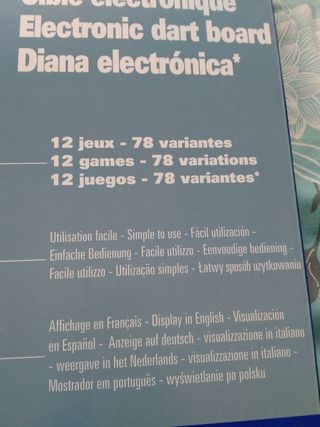 Cible électronique
Electronic dart board
Diana electrónica*
12 jeux - 78 variantes
12 games - 78 variations
12 juegos - 78 variantes*
Utilisation facile - Simple to use - Fácil utilización -
Einfache Bedienung - Facile utilizzo - Eenvoudige bediening -
Facile utilizzo - Utilização simples - Łatwy sposób uzytkowaniu
Affichage en Français - Display in English - Visualización
en Español - Anzeige auf deutsch - visualizzazione in italiano
- weergave in het Nederlands - visualizzazione in italiano -
Mostrador em português - wyświetlanie po polsku